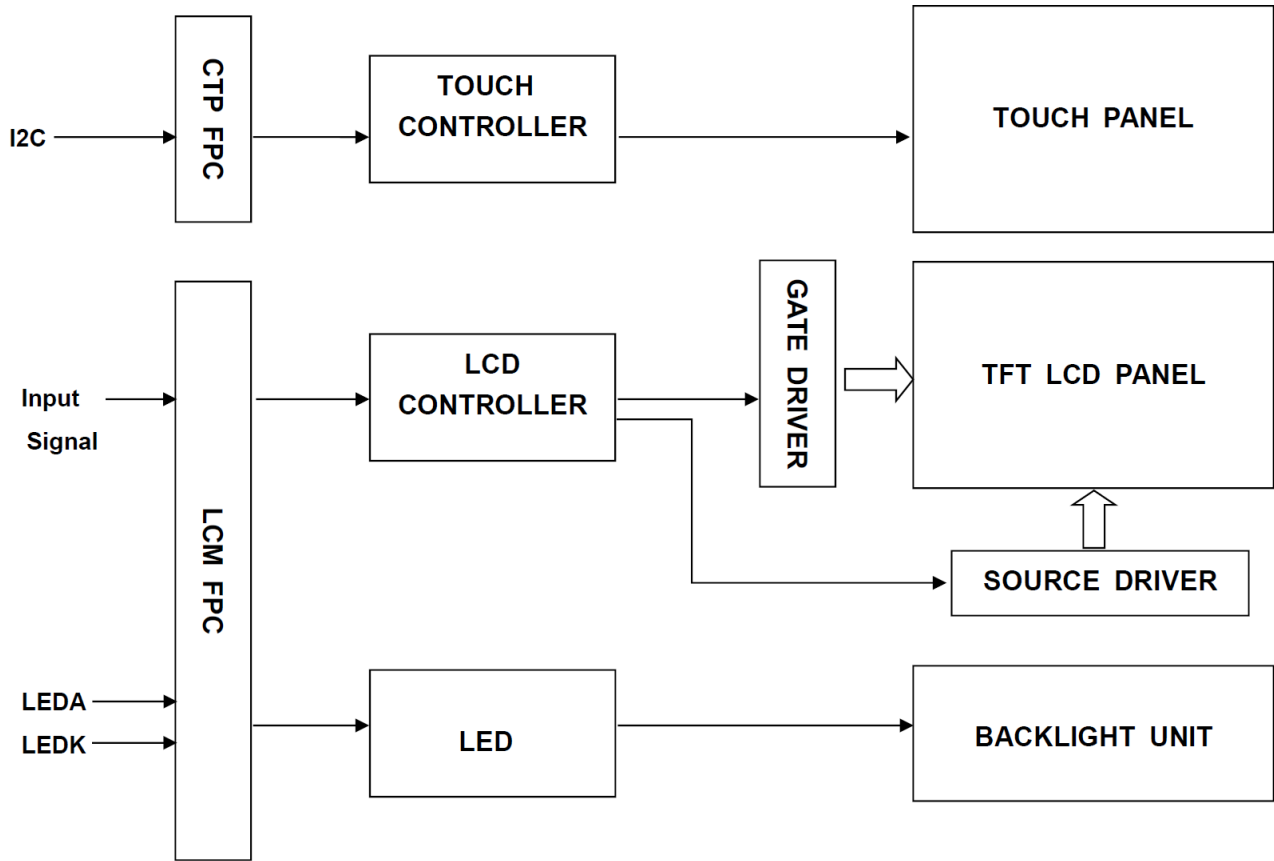 I2C
CTP FPC
TOUCH
CONTROLLER
TOUCH PANEL
Input
Signal
LCM FPC
LCD
CONTROLLER
GATE DRIVER
TFT LCD PANEL
SOURCE DRIVER
LEDA
LEDK
LED
BACKLIGHT UNIT